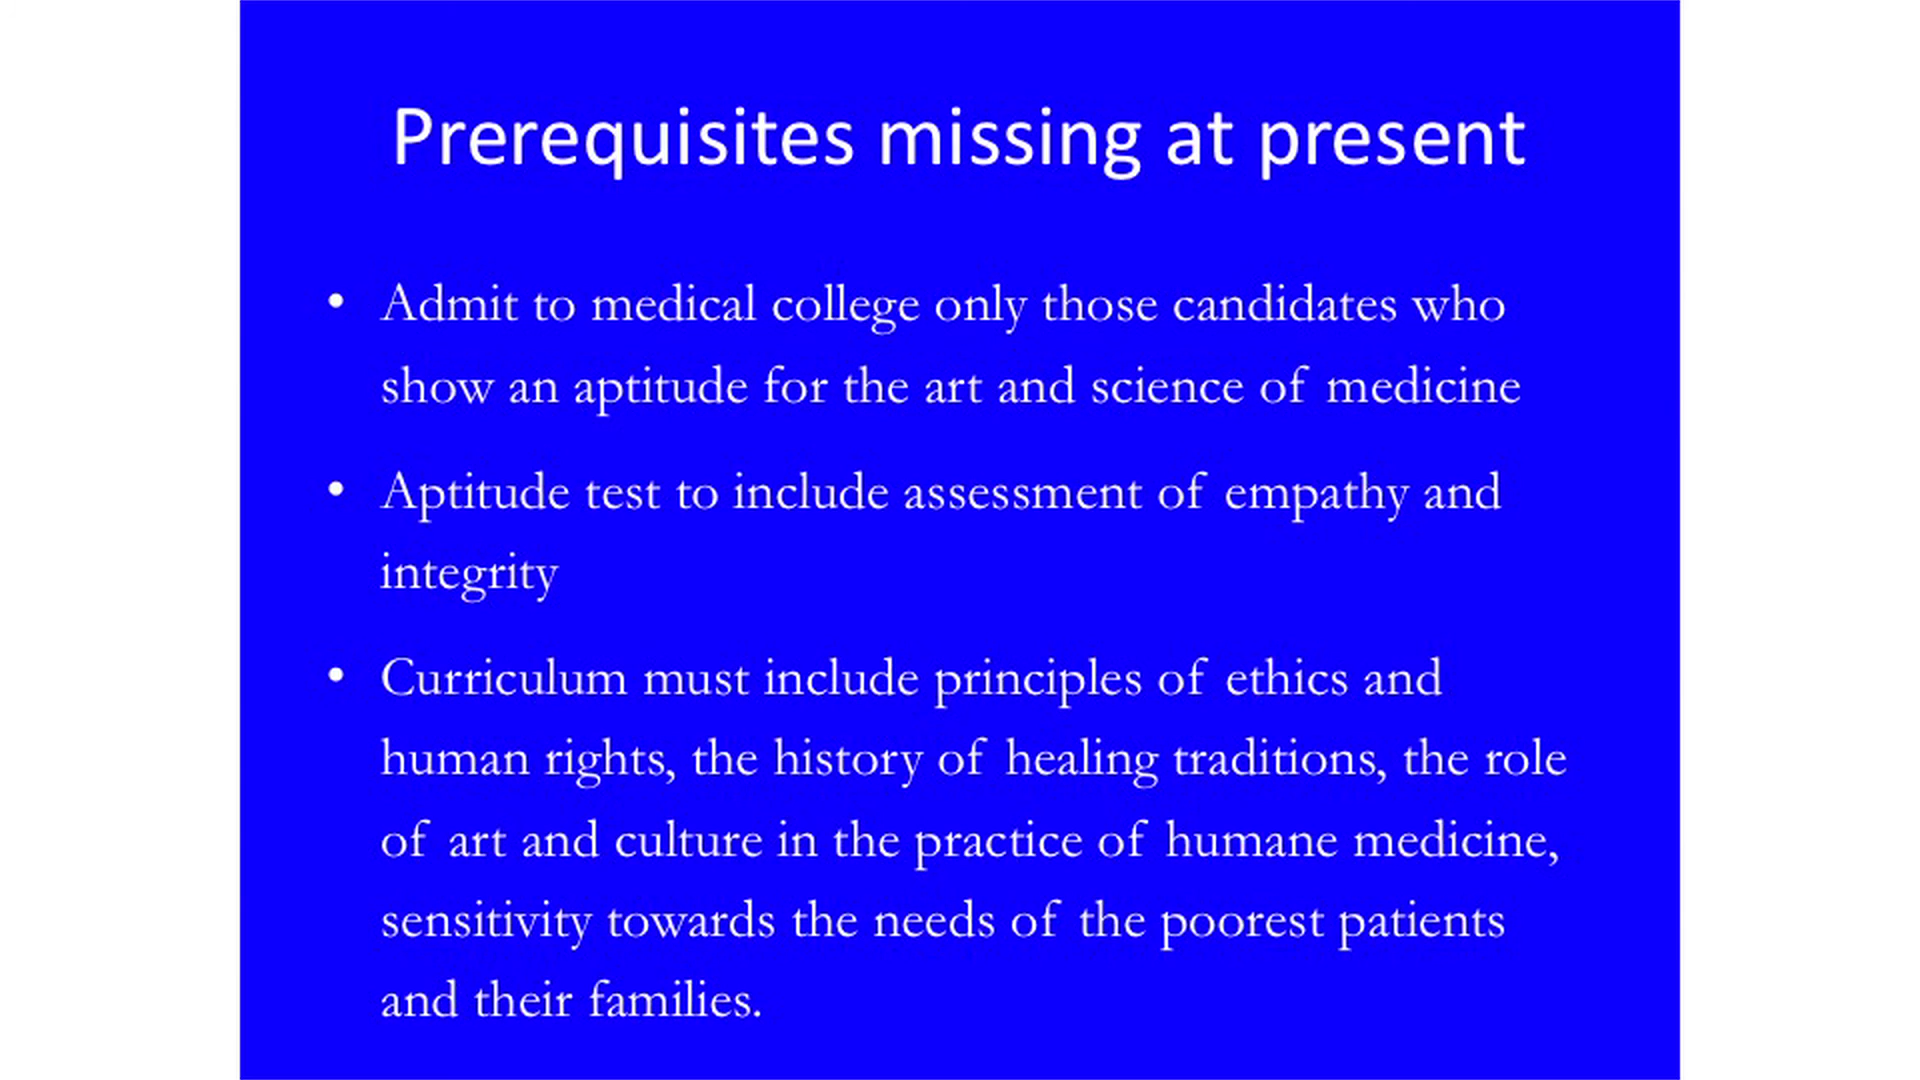 Prerequisites missing at present
• Admit to medical college only those candidates who
show an aptitude for the art and science of medicine
• Aptitude test to include assessment of empathy and
integrity
• Curriculum must include principles of ethics and
human rights, the history of healing traditions, the role
of art and culture in the practice of humane medicine,
sensitivity towards the needs of the poorest patients
and their families.